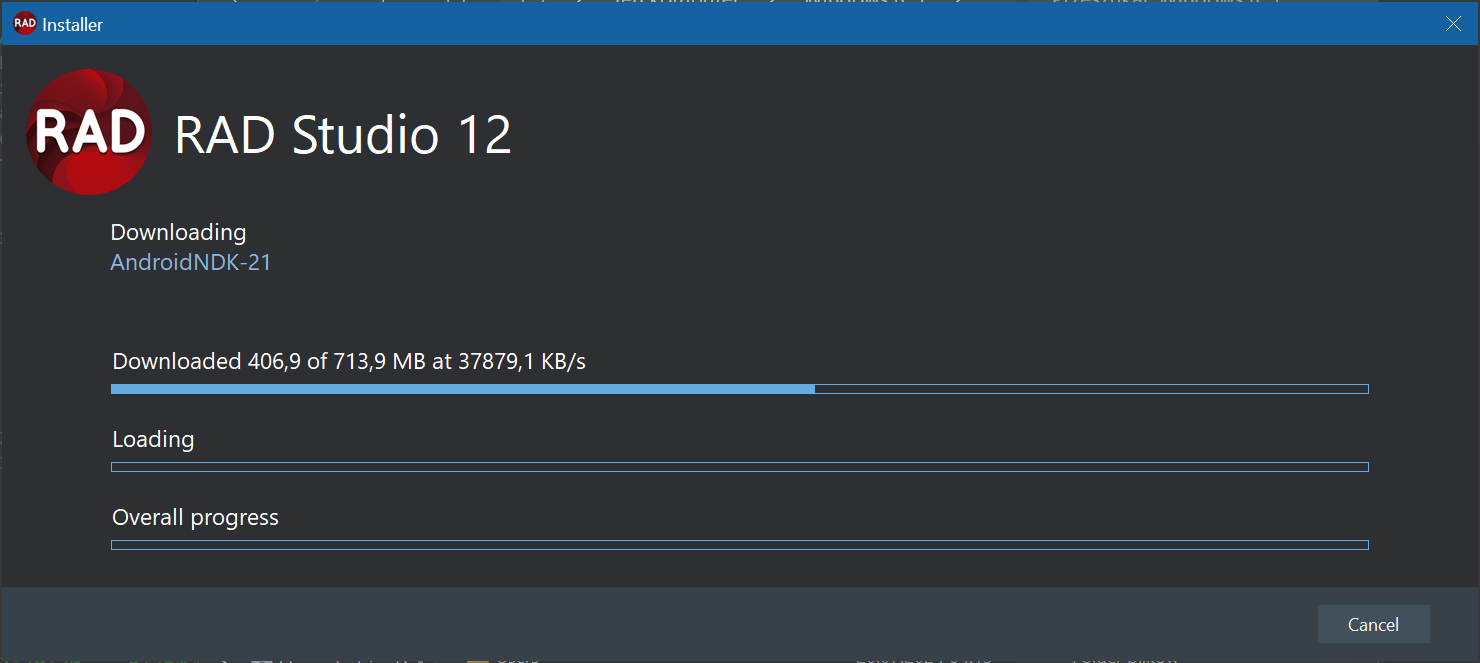 RAD Installer
RAD
RAD Studio 12
Downloading
AndroidNDK-21
Downloaded 406,9 of 713,9 MB at 37879,1 KB/s
Loading
Overall progress
Cancel